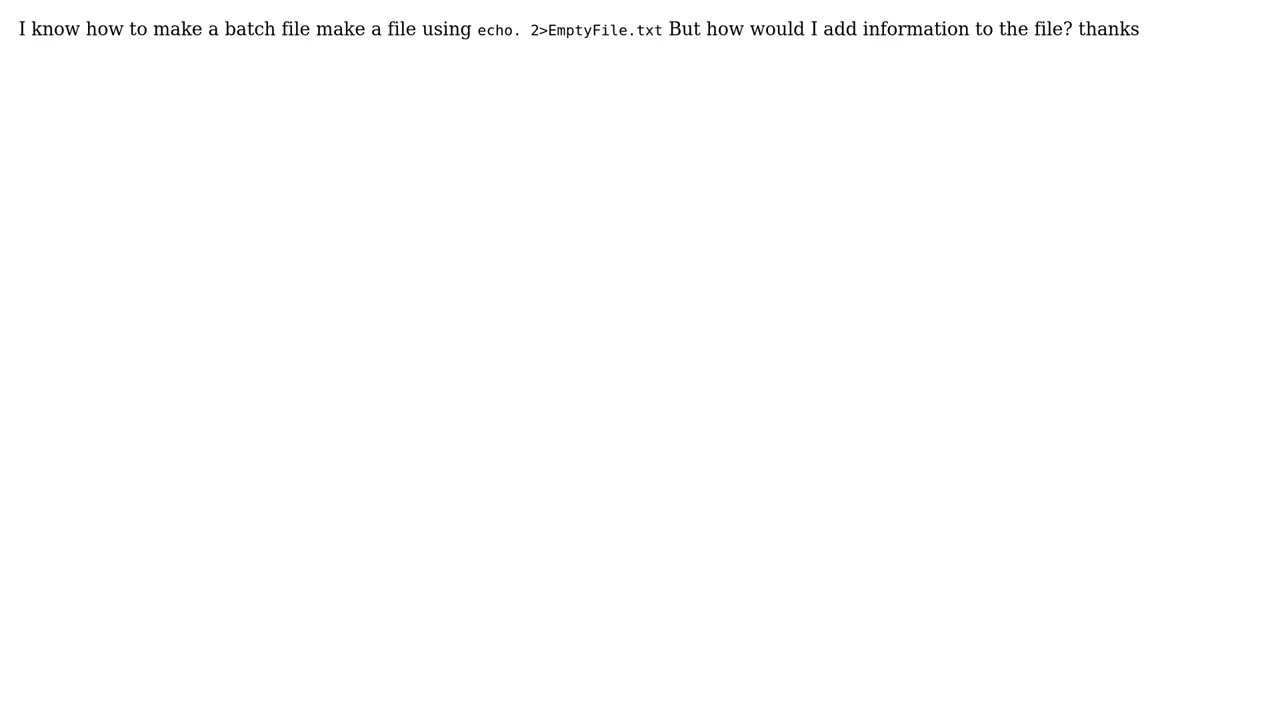 I know how to make a batch file make a file using echo. 2>EmptyFile.txt But how would I add information to the file? thanks